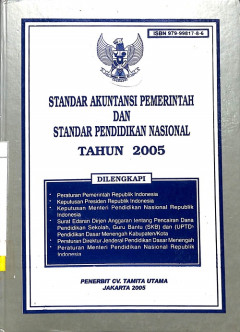 ISBN 979-99817-6-6
STANDAR AKUNTANSI PEMERINTAH
DAN
STANDAR PENDIDIKAN NASIONAL
TAHUN 2005
DILENGKAPI
• Peraturan Pemerintah Republik Indonesia
• Keputusan Presiden Republik Indonesia
• Keputusan Menteri Pendidikan Nasional Republik
Indonesia
• Surat Edaran Dirjen Anggaran tentang Pencairan Dana
Pendidikan Sekolah, Guru Bantu (SKB) dan (UPTD)
Pendidikan Dasar Menengah Kabupaten/Kota
• Peraturan Direktur Jenderal Pendidikan Dasar Menengah
• Peraturan Menteri Pendidikan Nasional Republik
Indonesia
PENERBIT CV. TAMITA UTAMA
JAKARTA 2005